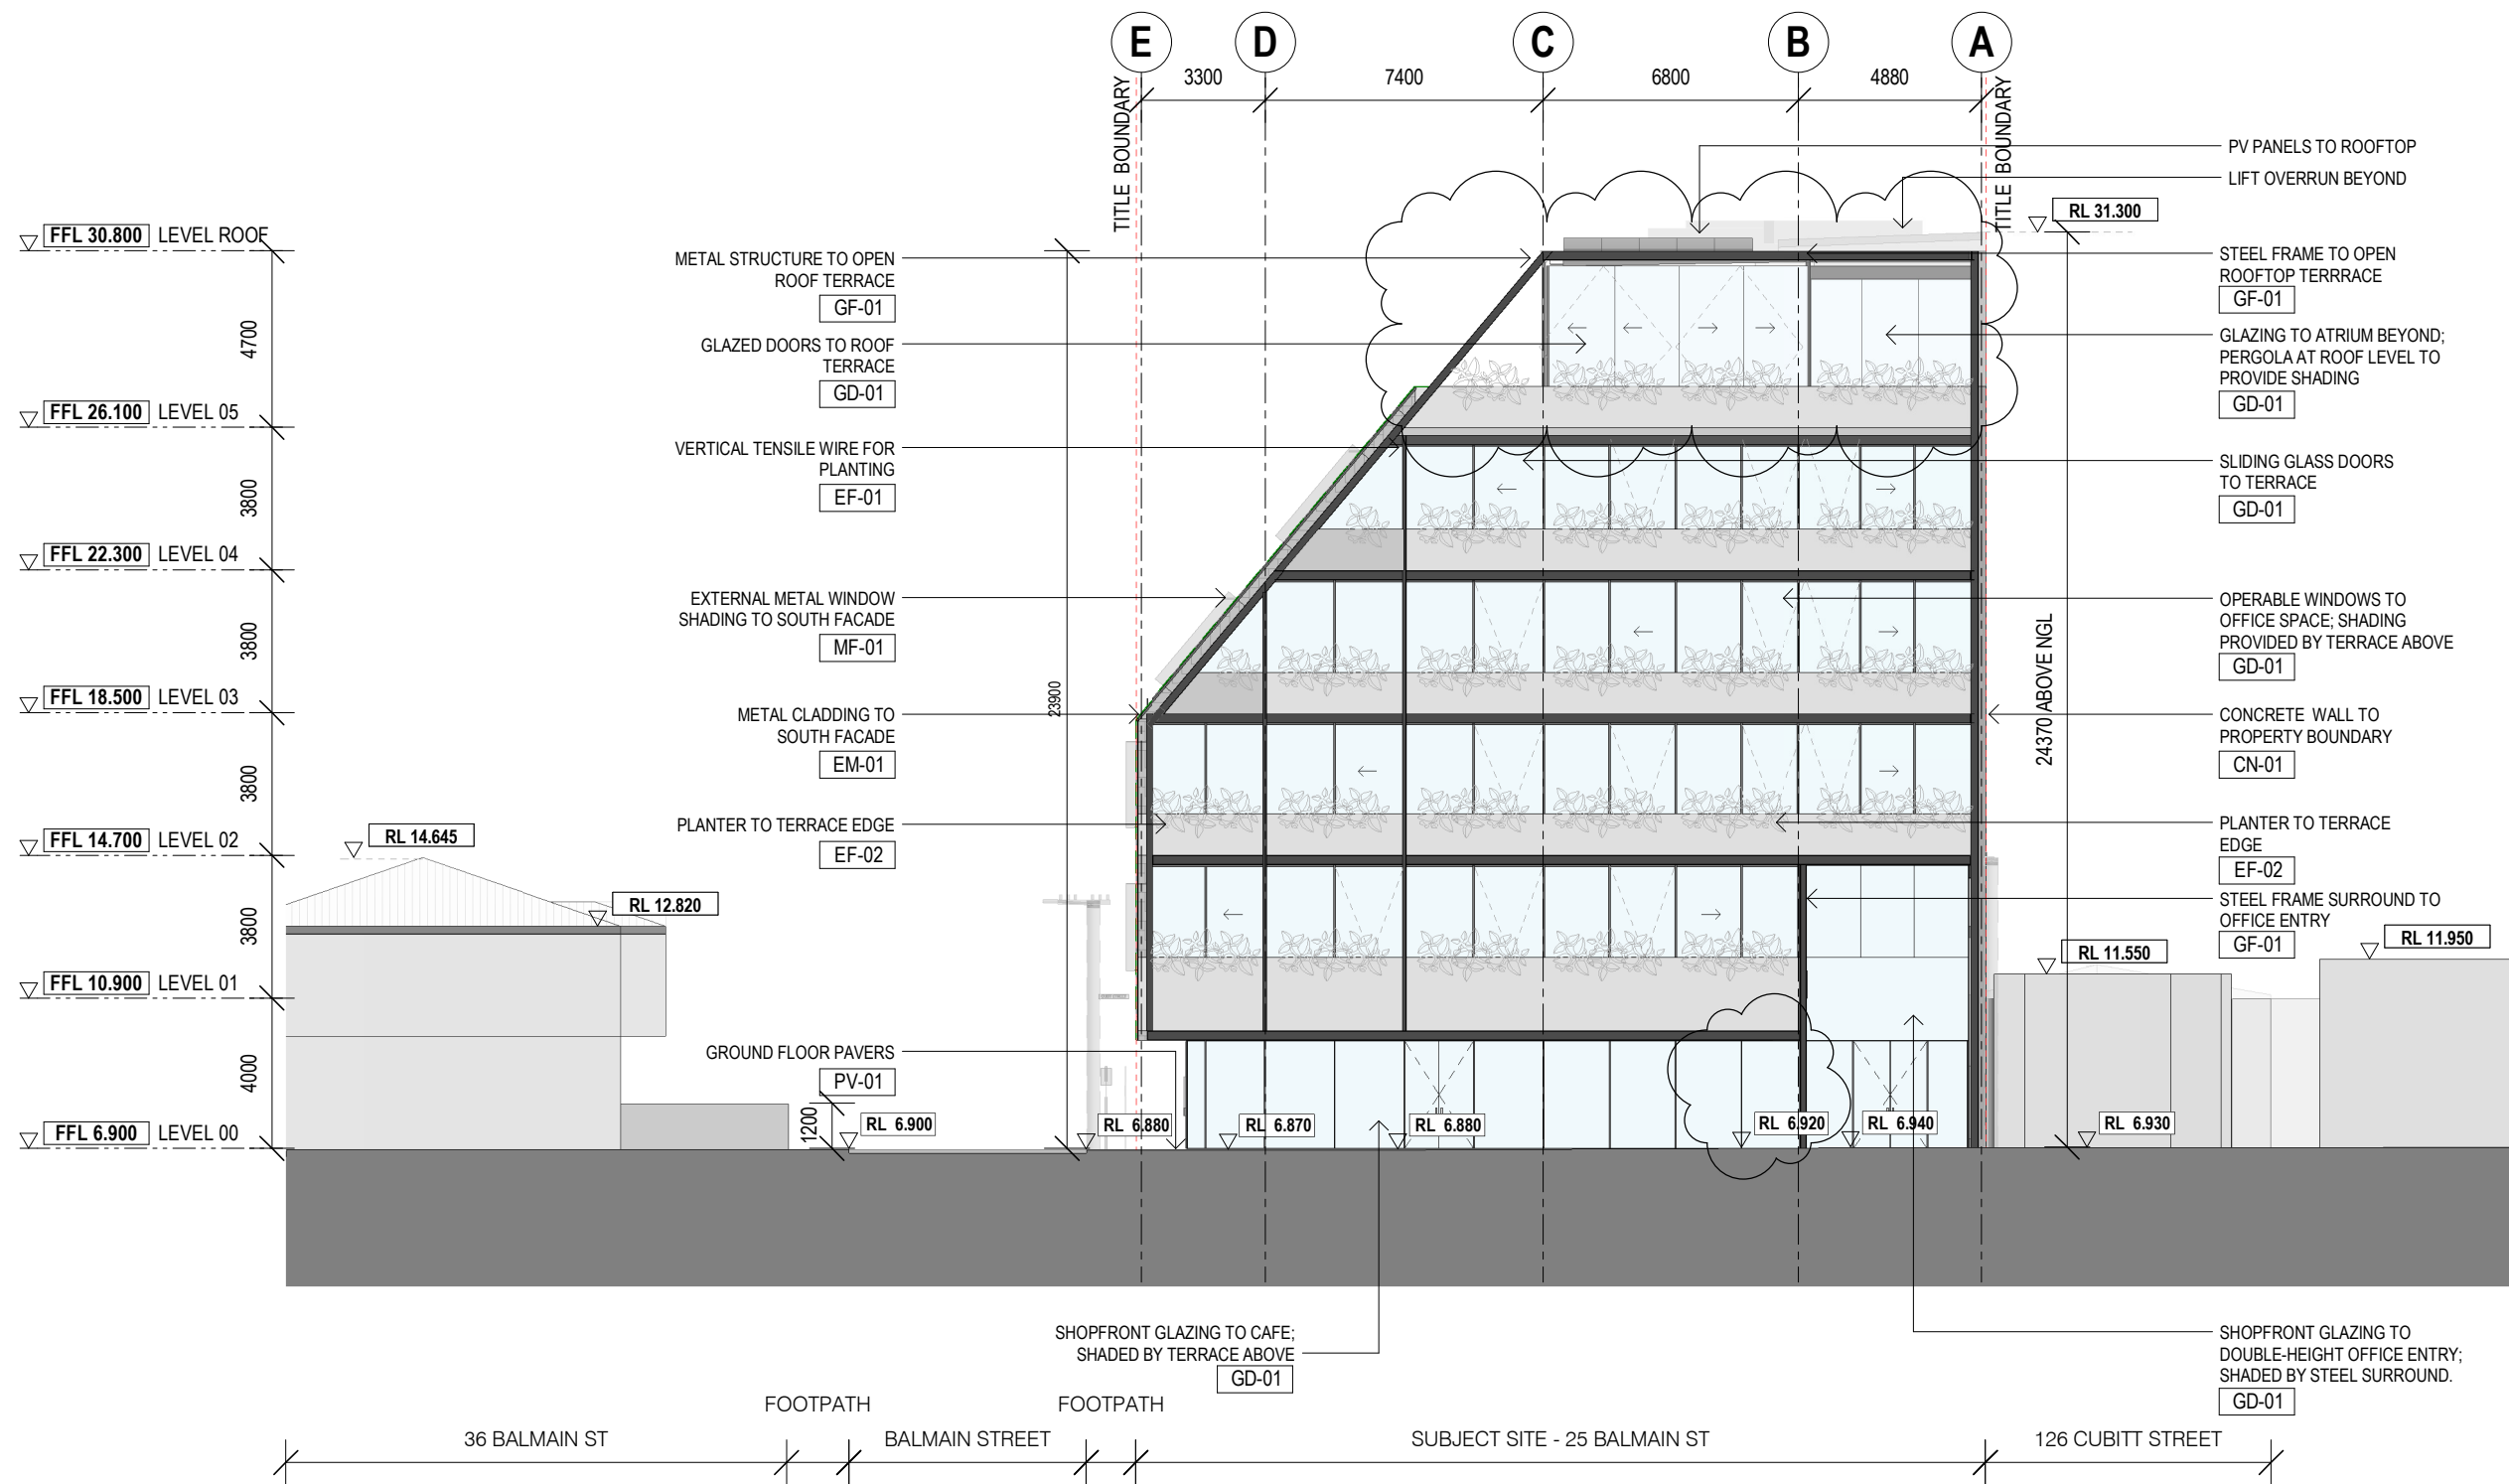 E
D
C
B
A
3300
7400
6800
4880
TITLE BOUNDARY
TITLE BOUNDARY
PV PANELS TO ROOFTOP
LIFT OVERRUN BEYOND
RL 31.300
FFL 30.800 LEVEL ROOF
METAL STRUCTURE TO OPEN
ROOF TERRACE
GF-01
STEEL FRAME TO OPEN
ROOFTOP TERRRACE
GF-01
4700
GLAZED DOORS TO ROOF
TERRACE
GD-01
GLAZING TO ATRIUM BEYOND;
PERGOLA AT ROOF LEVEL TO
PROVIDE SHADING
GD-01
FFL 26.100 LEVEL 05
VERTICAL TENSILE WIRE FOR
PLANTING
EF-01
SLIDING GLASS DOORS
TO TERRACE
GD-01
3800
FFL 22.300 LEVEL 04
EXTERNAL METAL WINDOW
SHADING TO SOUTH FACADE
MF-01
OPERABLE WINDOWS TO
OFFICE SPACE; SHADING
PROVIDED BY TERRACE ABOVE
GD-01
3800
23900
24370 ABOVE NGL
FFL 18.500 LEVEL 03
METAL CLADDING TO
SOUTH FACADE
EM-01
CONCRETE WALL TO
PROPERTY BOUNDARY
CN-01
3800
FFL 14.700 LEVEL 02
RL 14.645
PLANTER TO TERRACE EDGE
EF-02
PLANTER TO TERRACE
EDGE
EF-02
RL 12.820
3800
STEEL FRAME SURROUND TO
OFFICE ENTRY
GF-01
RL 11.550
RL 11.950
FFL 10.900 LEVEL 01
4000
GROUND FLOOR PAVERS
PV-01
1200
FFL 6.900 LEVEL 00
RL 6.900
RL 6.880
RL 6.870
RL 6.880
RL 6.920
RL 6.940
RL 6.930
SHOPFRONT GLAZING TO CAFE;
SHADED BY TERRACE ABOVE
GD-01
SHOPFRONT GLAZING TO
DOUBLE-HEIGHT OFFICE ENTRY;
SHADED BY STEEL SURROUND.
GD-01
FOOTPATH
FOOTPATH
36 BALMAIN ST
BALMAIN STREET
SUBJECT SITE - 25 BALMAIN ST
126 CUBITT STREET